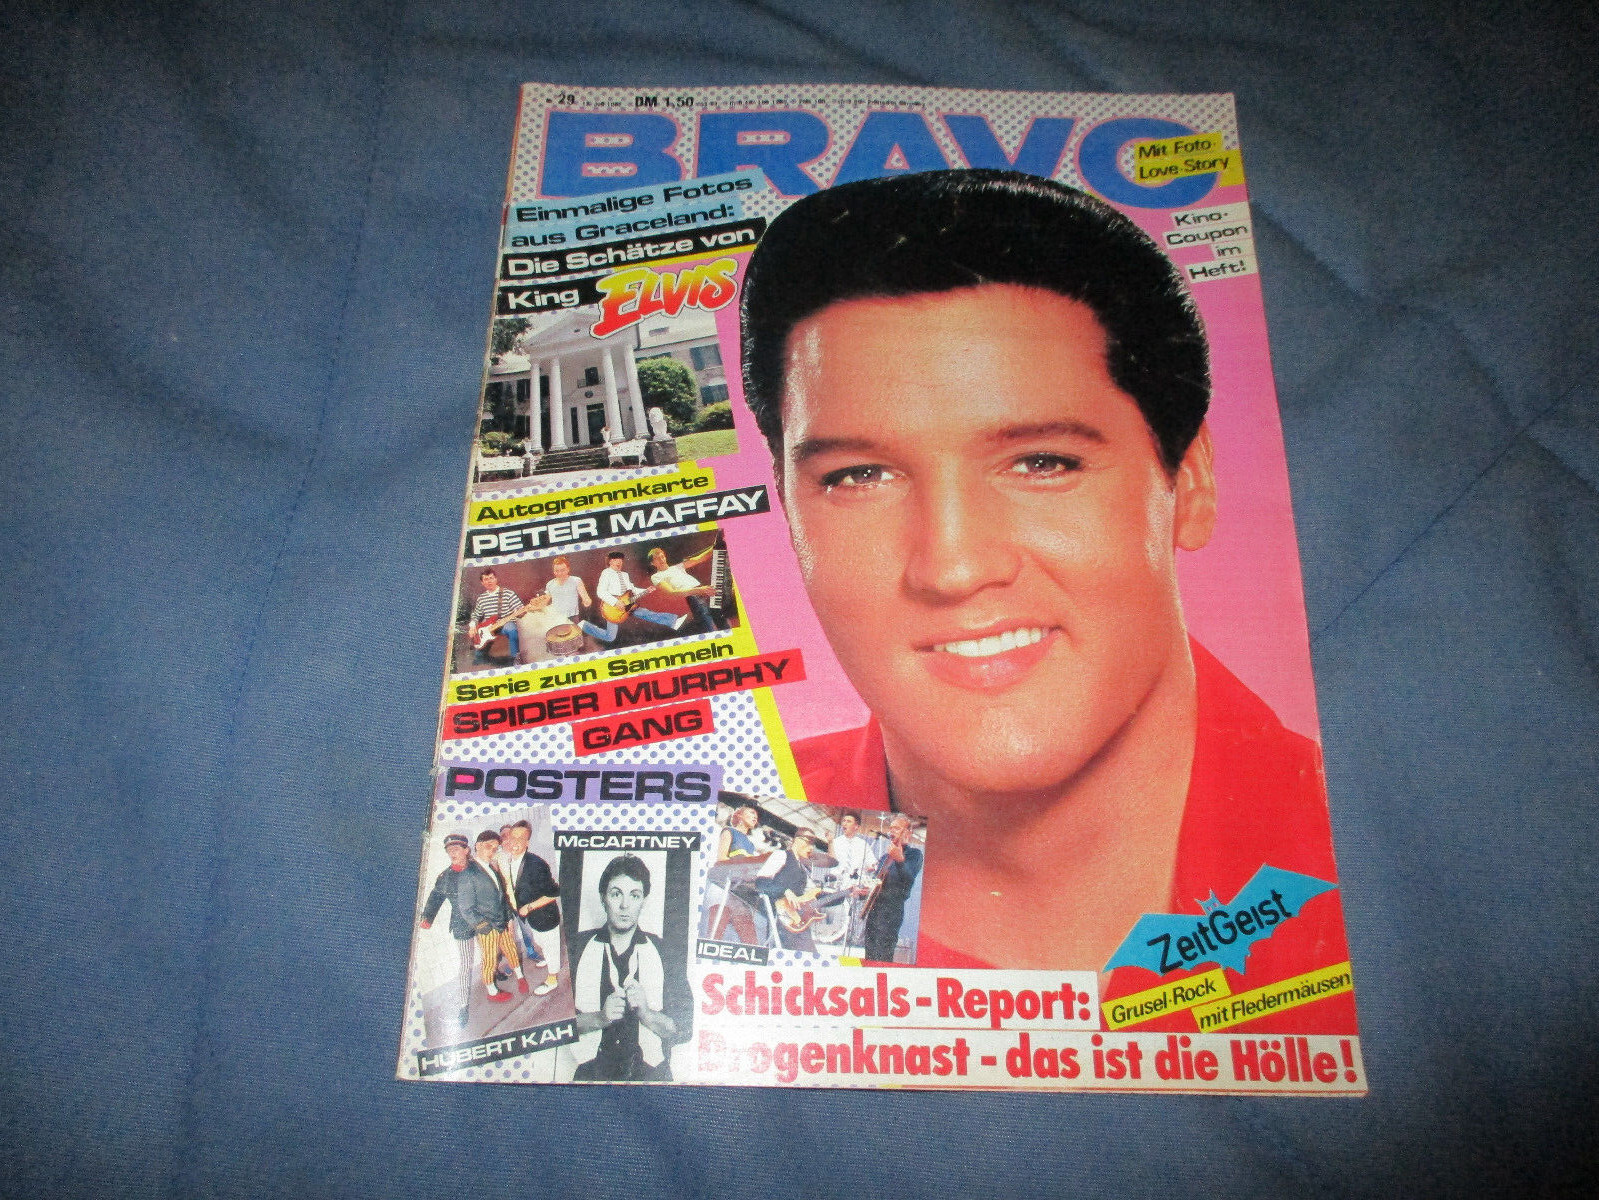 29
DM 1,50
BRAVO
Mit Foto-
Love-Story
Kino-
Coupon
im
Heft!
Einmalige Fotos
aus Graceland:
Die Schätze von
King ELVIS
Autogrammkarte
PETER MAFFAY
Serie zum Sammeln
SPIDER MURPHY
GANG
POSTERS
McCARTNEY
IDEAL
HUBERT KAH
ZeitGeist
Grusel-Rock
mit Fledermäusen
Schicksals-Report:
Drogenknast - das ist die Hölle!